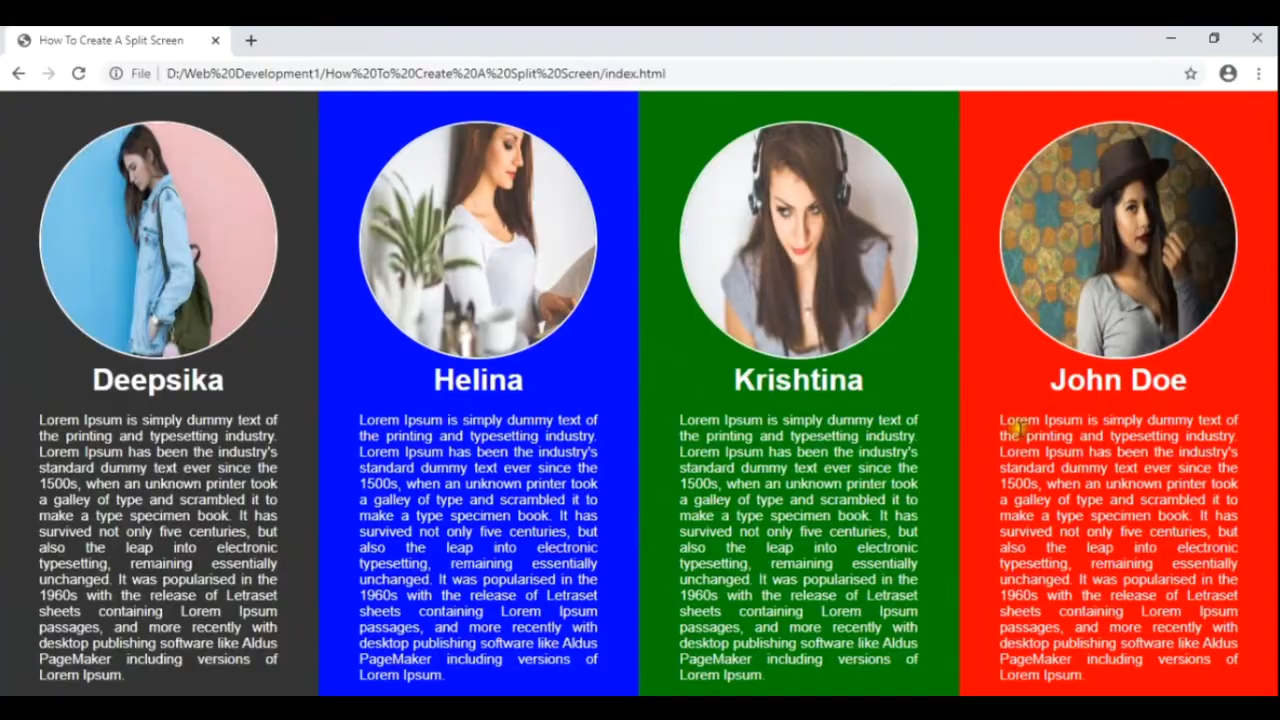 How To Create A Split Screen
File
D:/Web%20Development1/How%20To%20Create%20A%20Split%20Screen/index.html
Deepsika
Lorem Ipsum is simply dummy text of
the printing and typesetting industry.
Lorem Ipsum has been the industry's
standard dummy text ever since the
1500s, when an unknown printer took
a galley of type and scrambled it to
make a type specimen book. It has
survived not only five centuries, but
also the leap into electronic
typesetting, remaining essentially
unchanged. It was popularised in the
1960s with the release of Letraset
sheets containing Lorem Ipsum
passages, and more recently with
desktop publishing software like Aldus
PageMaker including versions of
Lorem Ipsum.
Helina
Lorem Ipsum is simply dummy text of
the printing and typesetting industry.
Lorem Ipsum has been the industry's
standard dummy text ever since the
1500s, when an unknown printer took
a galley of type and scrambled it to
make a type specimen book. It has
survived not only five centuries, but
also the leap into electronic
typesetting, remaining essentially
unchanged. It was popularised in the
1960s with the release of Letraset
sheets containing Lorem Ipsum
passages, and more recently with
desktop publishing software like Aldus
PageMaker including versions of
Lorem Ipsum.
Krishtina
Lorem Ipsum is simply dummy text of
the printing and typesetting industry.
Lorem Ipsum has been the industry's
standard dummy text ever since the
1500s, when an unknown printer took
a galley of type and scrambled it to
make a type specimen book. It has
survived not only five centuries, but
also the leap into electronic
typesetting, remaining essentially
unchanged. It was popularised in the
1960s with the release of Letraset
sheets containing Lorem Ipsum
passages, and more recently with
desktop publishing software like Aldus
PageMaker including versions of
Lorem Ipsum.
John Doe
Lorem Ipsum is simply dummy text of
the printing and typesetting industry.
Lorem Ipsum has been the industry's
standard dummy text ever since the
1500s, when an unknown printer took
a galley of type and scrambled it to
make a type specimen book. It has
survived not only five centuries, but
also the leap into electronic
typesetting, remaining essentially
unchanged. It was popularised in the
1960s with the release of Letraset
sheets containing Lorem Ipsum
passages, and more recently with
desktop publishing software like Aldus
PageMaker including versions of
Lorem Ipsum.